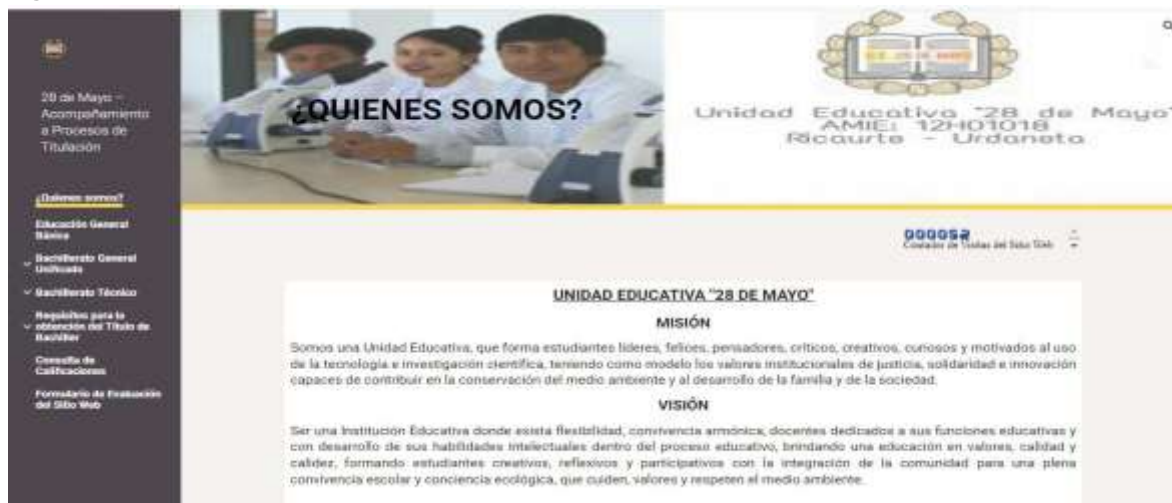 28 de Mayo –
Acompañamiento
a Procesos de
Titulación
¿Quienes somos?
Educación General
Básica
Bachillerato General
Unificado
Bachillerato Técnico
Requisitos para la
obtención del Título de
Bachiller
Consulta de
Calificaciones
Formulario de Evaluación
del Sitio Web
¿QUIENES SOMOS?
28 DE MAYO
Unidad Educativa "28 de Mayo"
AMIE: 12H01018
Ricaurte - Urdaneta
000052
Contador de Visitas del Sitio Web
UNIDAD EDUCATIVA "28 DE MAYO"
MISIÓN
Somos una Unidad Educativa, que forma estudiantes líderes, felices, pensadores, críticos, creativos, curiosos y motivados al uso
de la tecnología e investigación científica, teniendo como modelo los valores institucionales de justicia, solidaridad e innovación
capaces de contribuir en la conservación del medio ambiente y al desarrollo de la familia y de la sociedad.
VISIÓN
Ser una Institución Educativa donde exista flexibilidad, convivencia armónica, docentes dedicados a sus funciones educativas y
con desarrollo de sus habilidades intelectuales dentro del proceso educativo, brindando una educación en valores, calidad y
calidez, formando estudiantes creativos, reflexivos y participativos con la integración de la comunidad para una plena
convivencia escolar y conciencia ecológica, que cuiden, valores y respeten el medio ambiente.